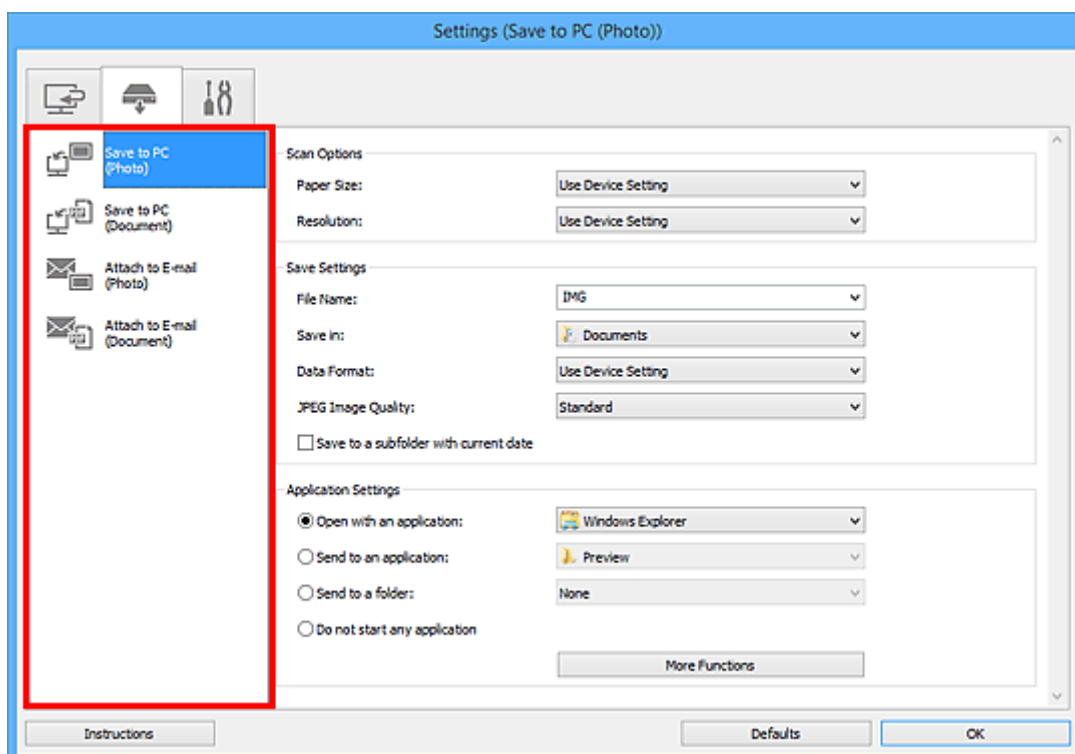 Settings (Save to PC (Photo))
Save to PC
(Photo)
Save to PC
(Document)
Attach to E-mail
(Photo)
Attach to E-mail
(Document)
Scan Options
Paper Size: Use Device Setting
Resolution: Use Device Setting
Save Settings
File Name: IMG
Save in: Documents
Data Format: Use Device Setting
JPEG Image Quality: Standard
Save to a subfolder with current date
Application Settings
Open with an application: Windows Explorer
Send to an application: Preview
Send to a folder: None
Do not start any application
More Functions
Instructions Defaults OK